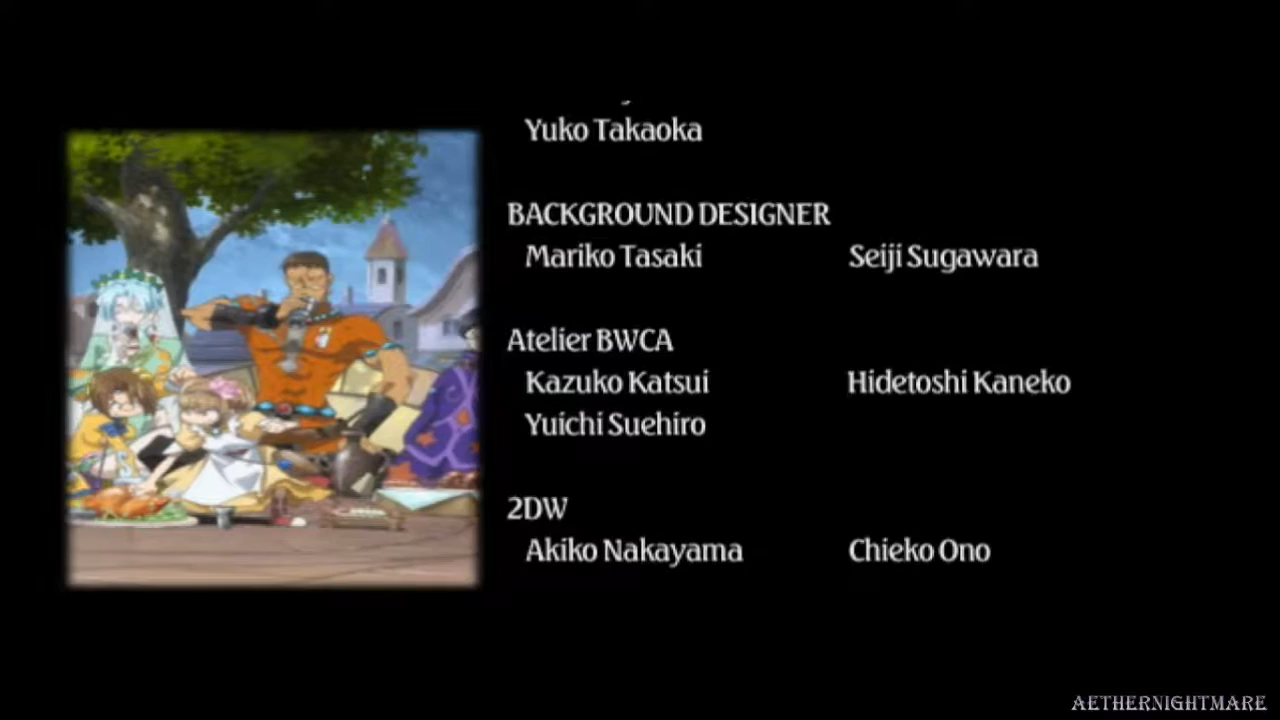 Yuko Takaoka
BACKGROUND DESIGNER
Mariko Tasaki Seiji Sugawara
Atelier BWCA
Kazuko Katsui Hidetoshi Kaneko
Yuichi Suehiro
2DW
Akiko Nakayama Chieko Ono
AETHERNIGHTMARE